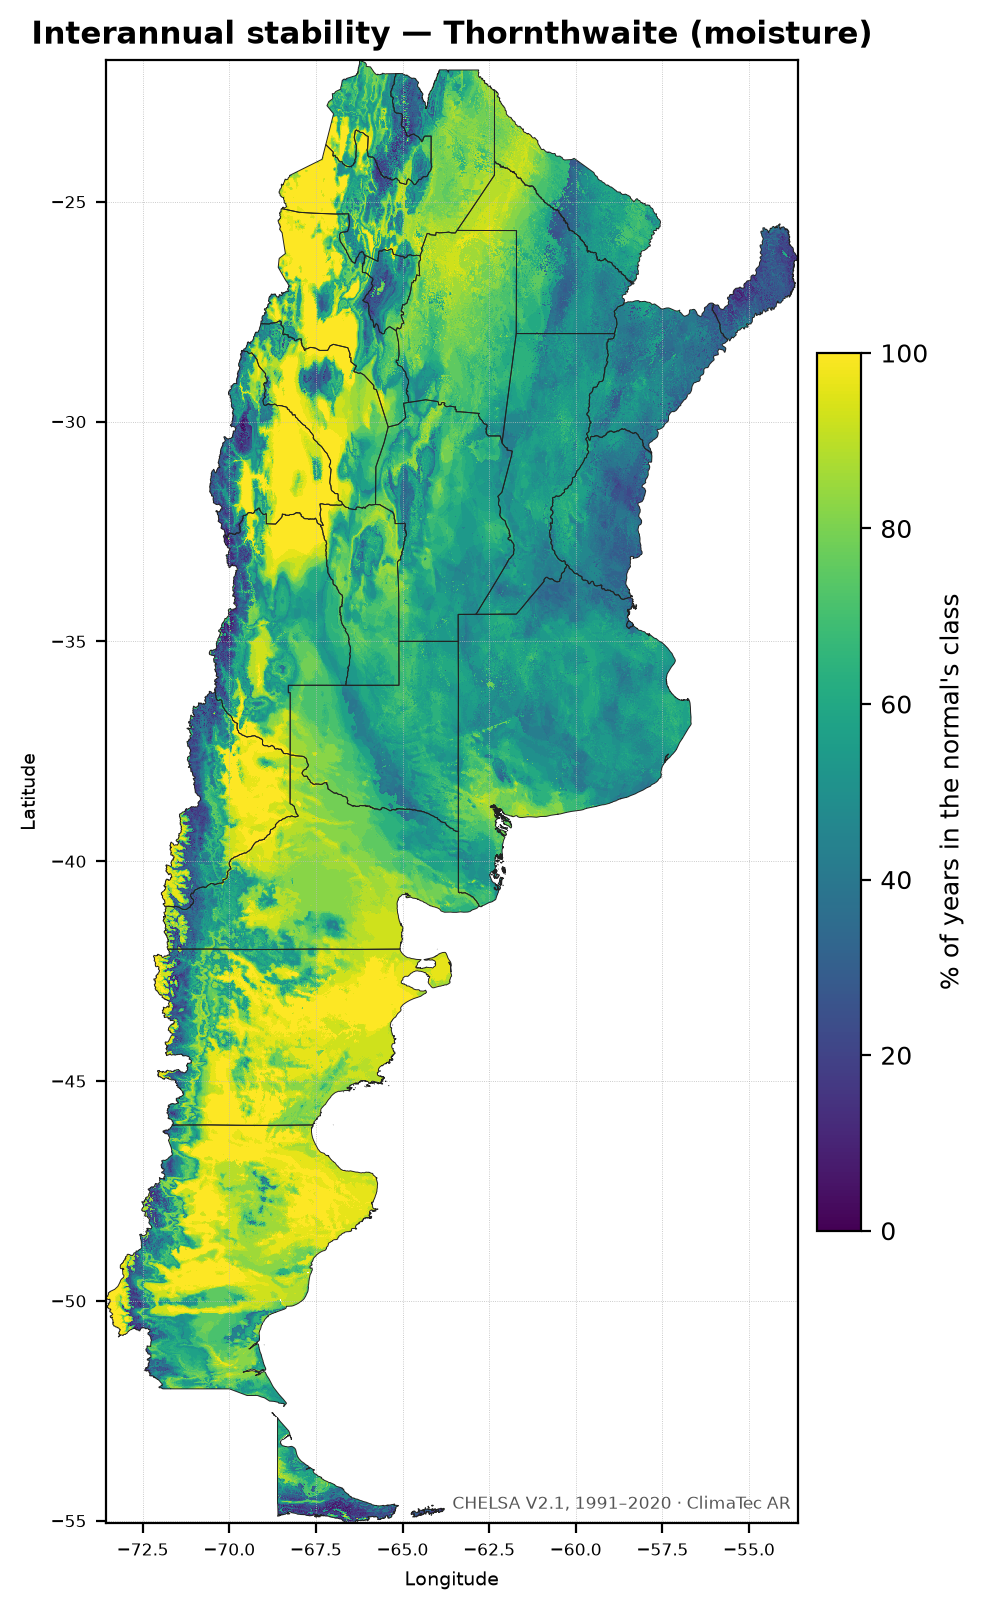 Interannual stability — Thornthwaite (moisture)
−25
−30
−35
−40
−45
−50
−55
Latitude
−72.5 −70.0 −67.5 −65.0 −62.5 −60.0 −57.5 −55.0
Longitude
CHELSA V2.1, 1991–2020 · ClimaTec AR
100
80
60
40
20
0
% of years in the normal's class